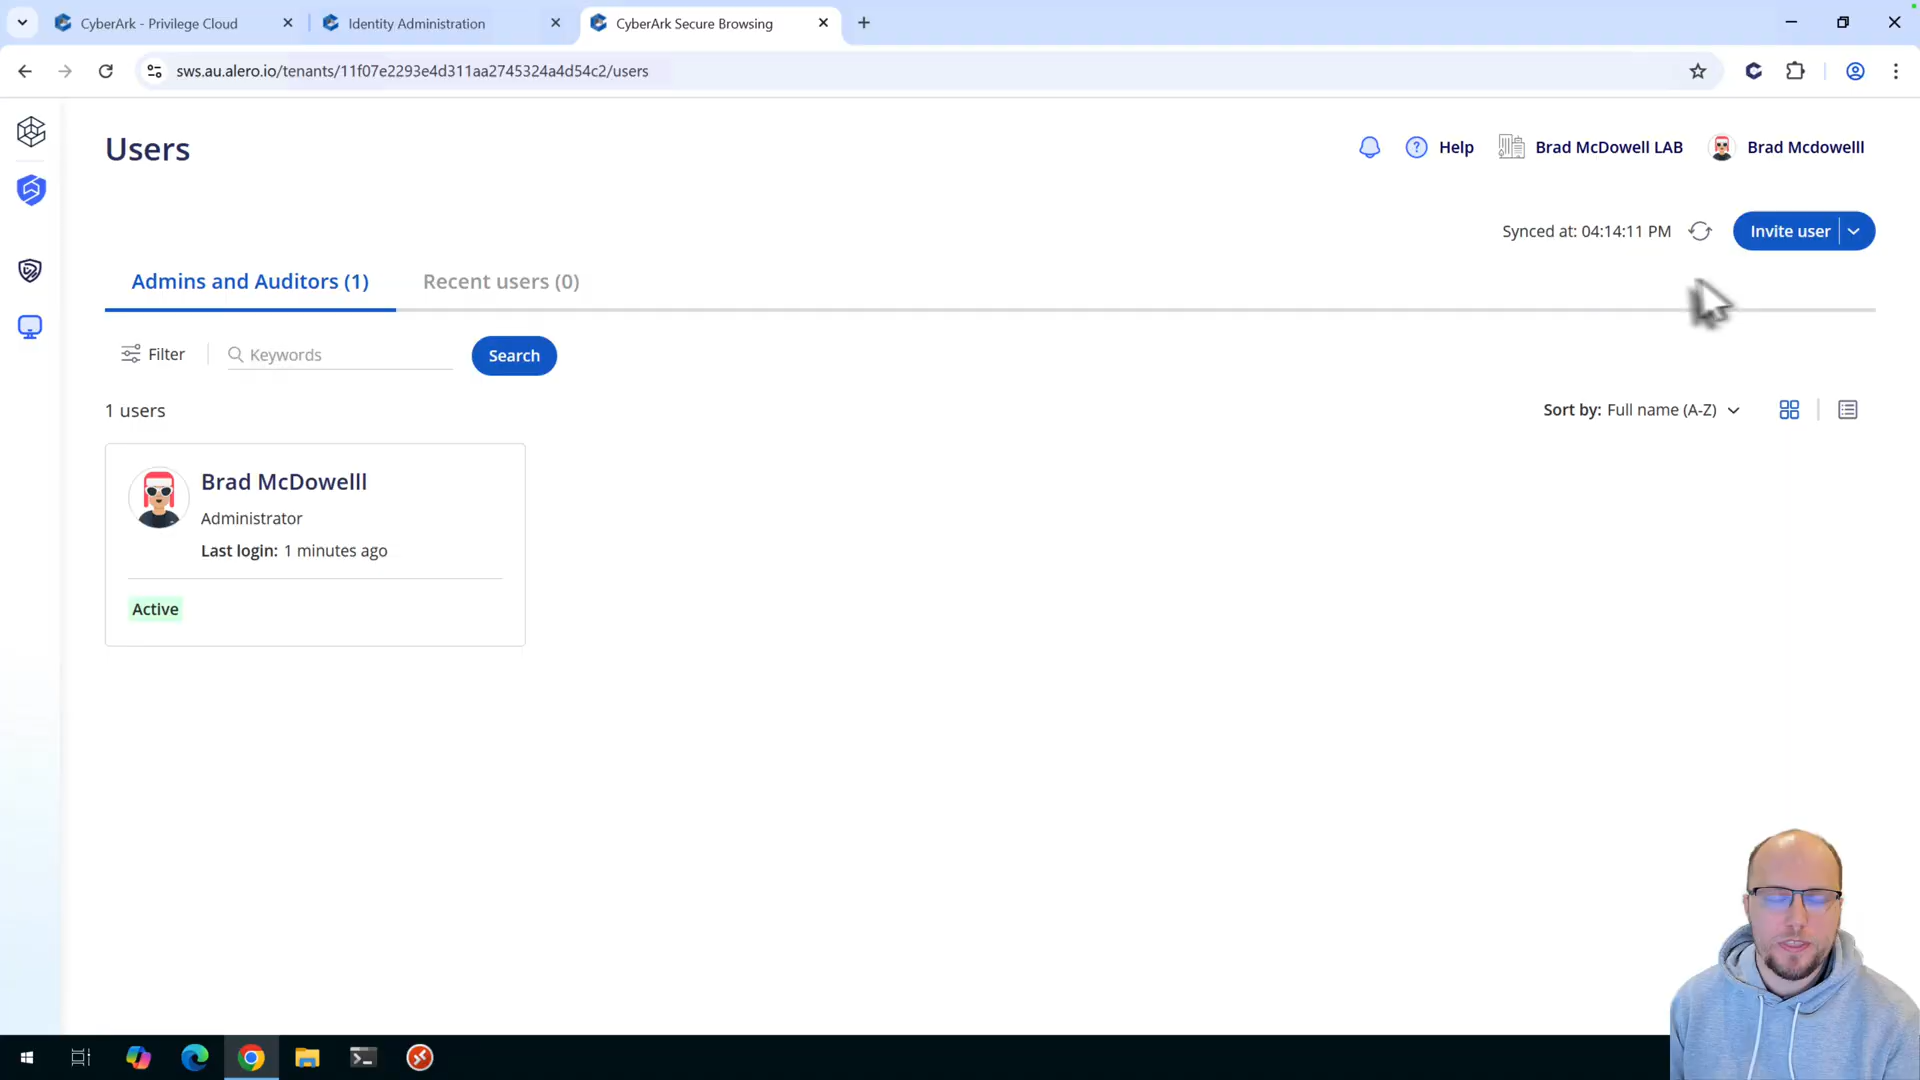 CyberArk - Privilege Cloud
Identity Administration
CyberArk Secure Browsing
sws.au.alero.io/tenants/11f07e2293e4d311aa2745324a4d54c2/users
Users
Help
Brad McDowell LAB
Brad Mcdowelll
Synced at: 04:14:11 PM
Invite user
Admins and Auditors (1)
Recent users (0)
Filter
Keywords
Search
1 users
Sort by: Full name (A-Z)
Brad McDowelll
Administrator
Last login: 1 minutes ago
Active